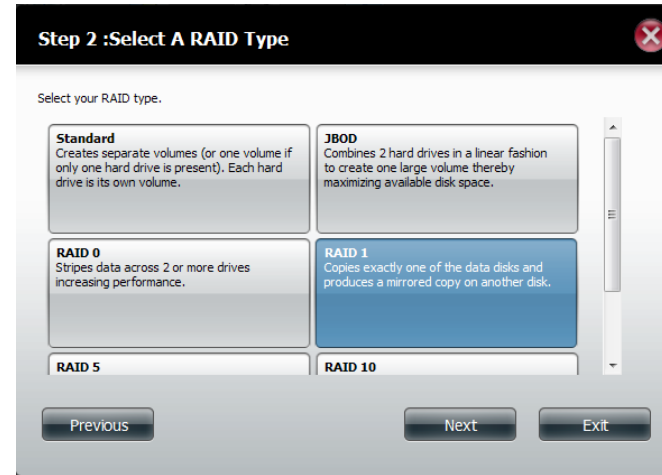 Step 2 :Select A RAID Type
Select your RAID type.
Standard
Creates separate volumes (or one volume if
only one hard drive is present). Each hard
drive is its own volume.
JBOD
Combines 2 hard drives in a linear fashion
to create one large volume thereby
maximizing available disk space.
RAID 0
Stripes data across 2 or more drives
increasing performance.
RAID 1
Copies exactly one of the data disks and
produces a mirrored copy on another disk.
RAID 5
RAID 10
Previous
Next
Exit